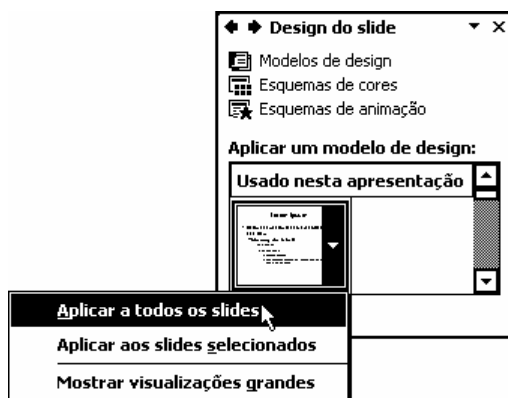 Design do slide
Modelos de design
Esquemas de cores
Esquemas de animação
Aplicar um modelo de design:
Usado nesta apresentação
Aplicar a todos os slides
Aplicar aos slides selecionados
Mostrar visualizações grandes